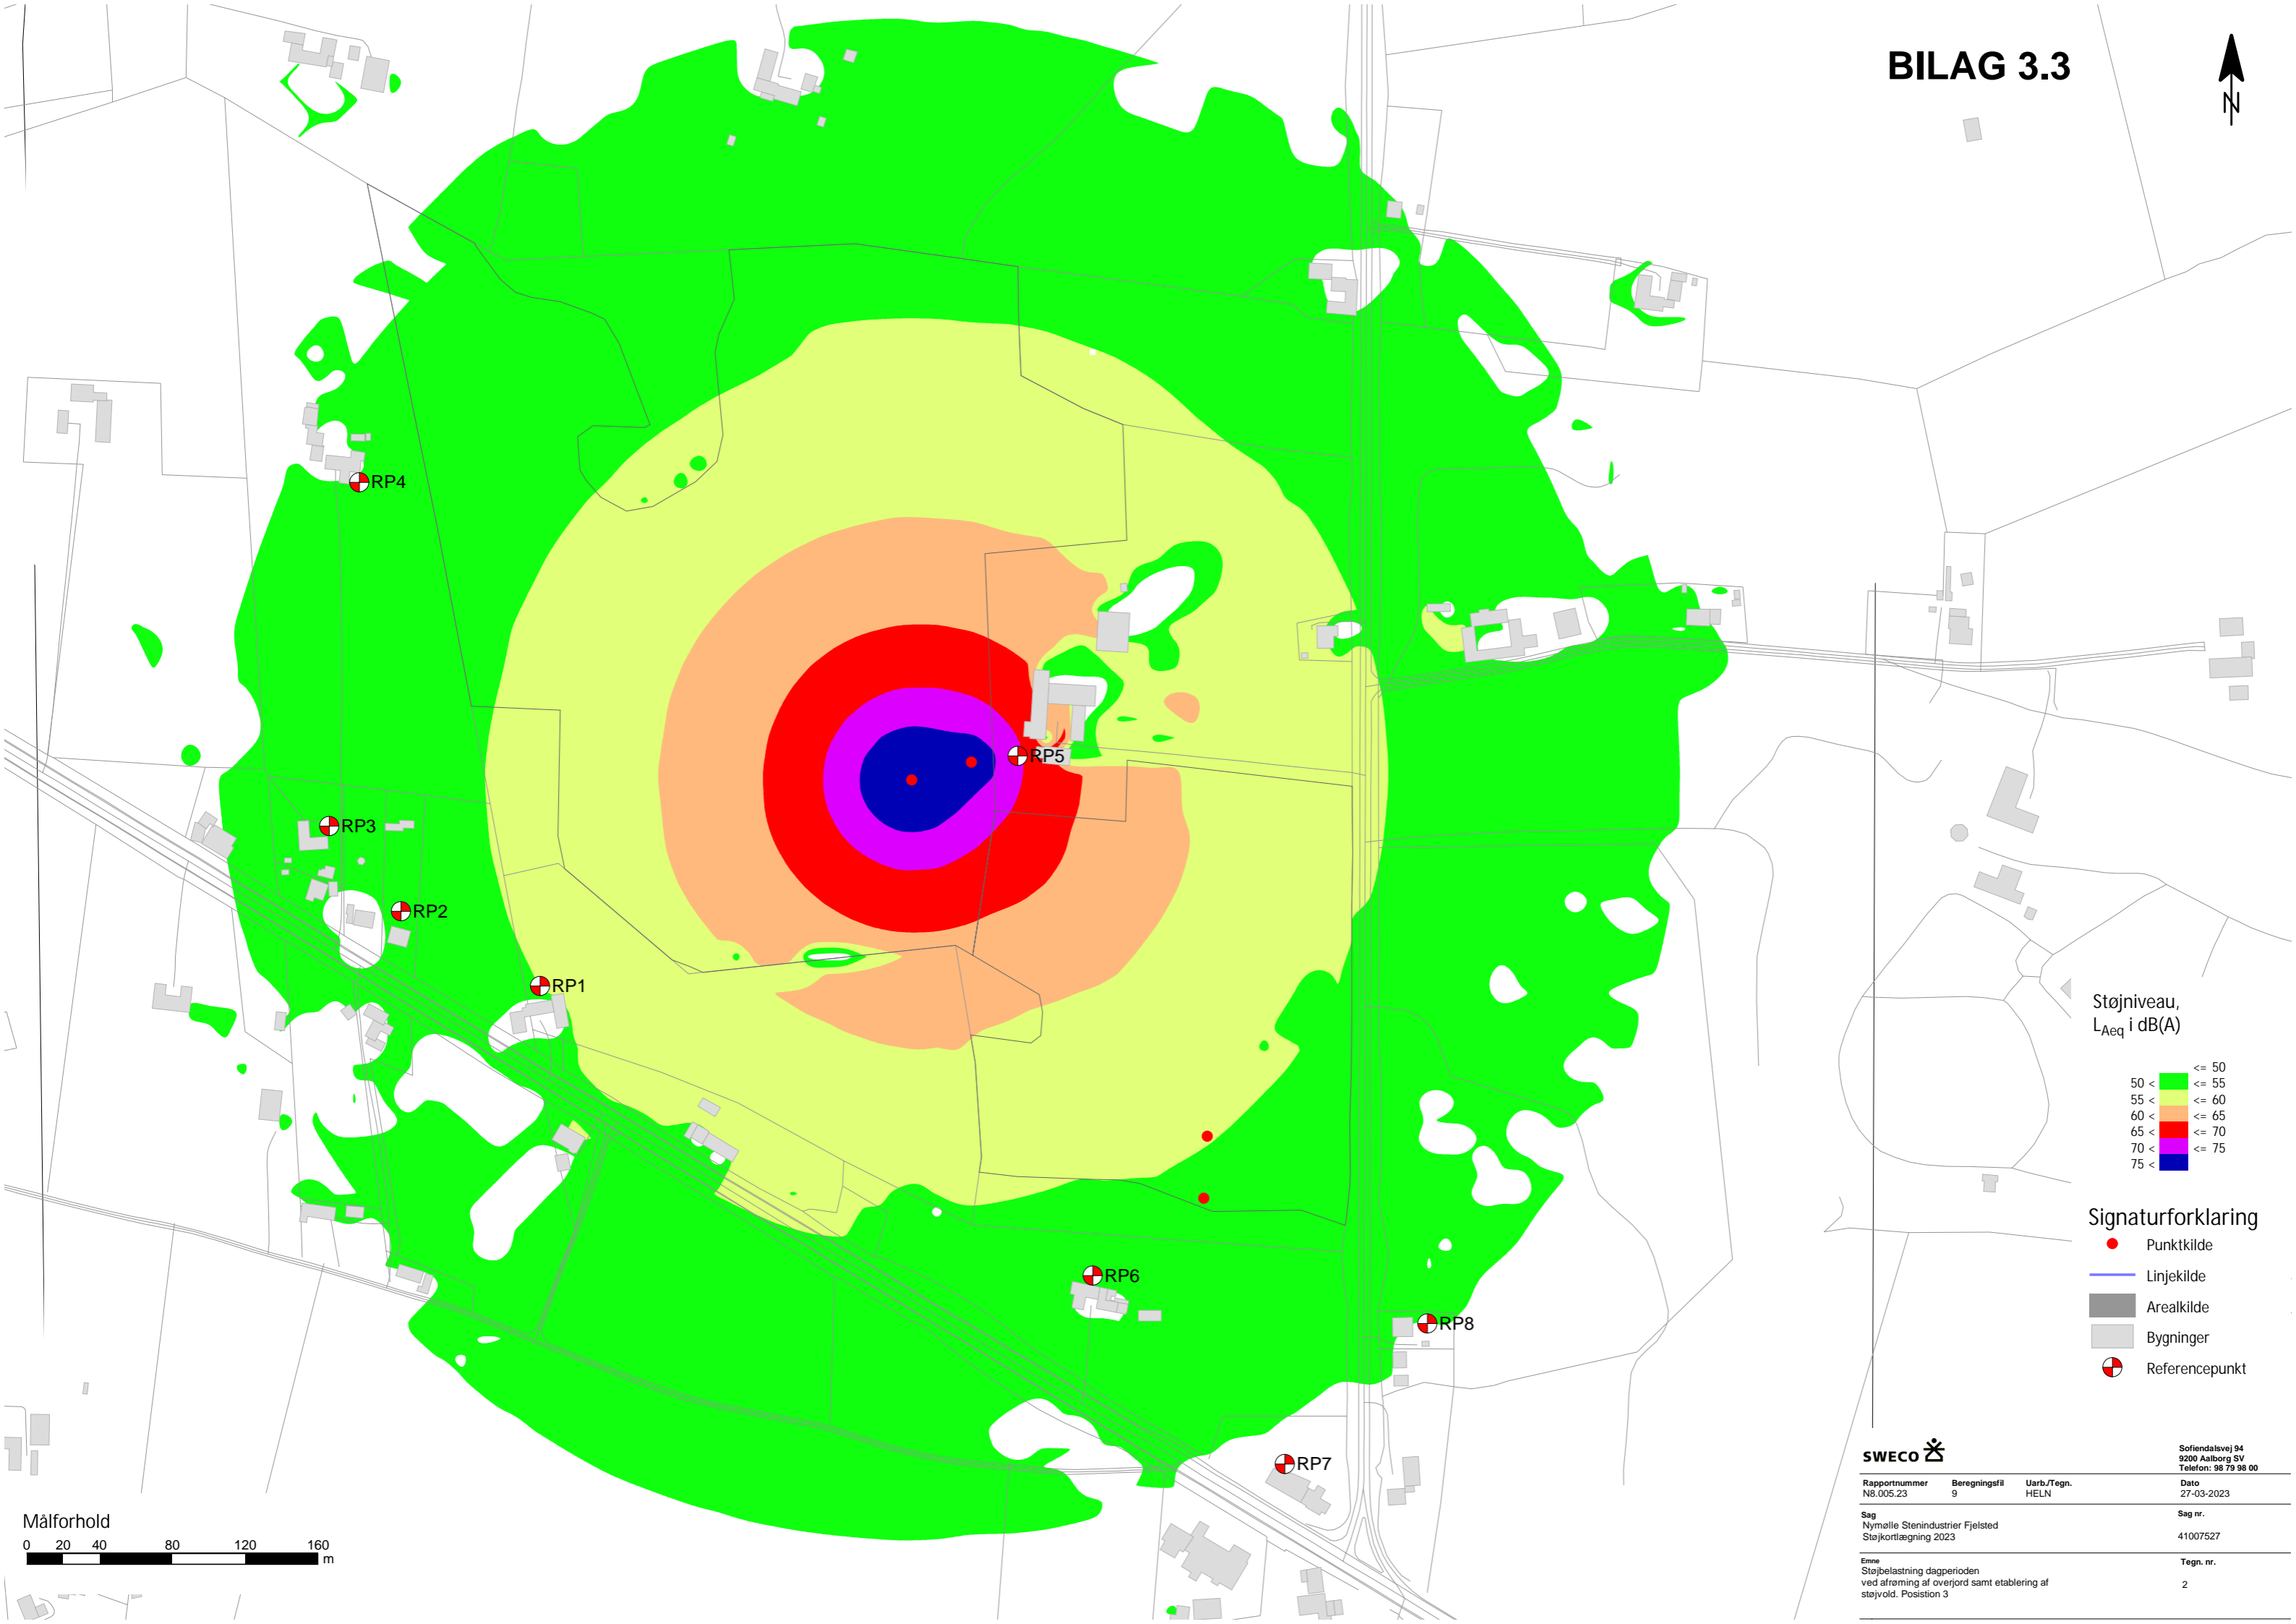 BILAG 3.3
N
RP4
RP5
RP3
RP2
RP1
RP6
RP8
RP7
Støjniveau,
LAeq i dB(A)
<= 50
50 < <= 55
55 < <= 60
60 < <= 65
65 < <= 70
70 < <= 75
75 <
Signaturforklaring
Punktkilde
Linjekilde
Arealkilde
Bygninger
Referencepunkt
Målforhold
0 20 40 80 120 160
m
SWECO
Sofiendalsvej 94
9200 Aalborg SV
Telefon: 98 79 98 00
Rapportnummer Beregningsfil Uarb./Tegn. Dato
N8.005.23 9 HELN 27-03-2023
Sag Sag nr.
Nymølle Stenindustrier Fjelsted
Støjkortlægning 2023 41007527
Emne Tegn. nr.
Støjbelastning dagperioden
ved afrømning af overjord samt etablering af 2
støjvold. Posistion 3